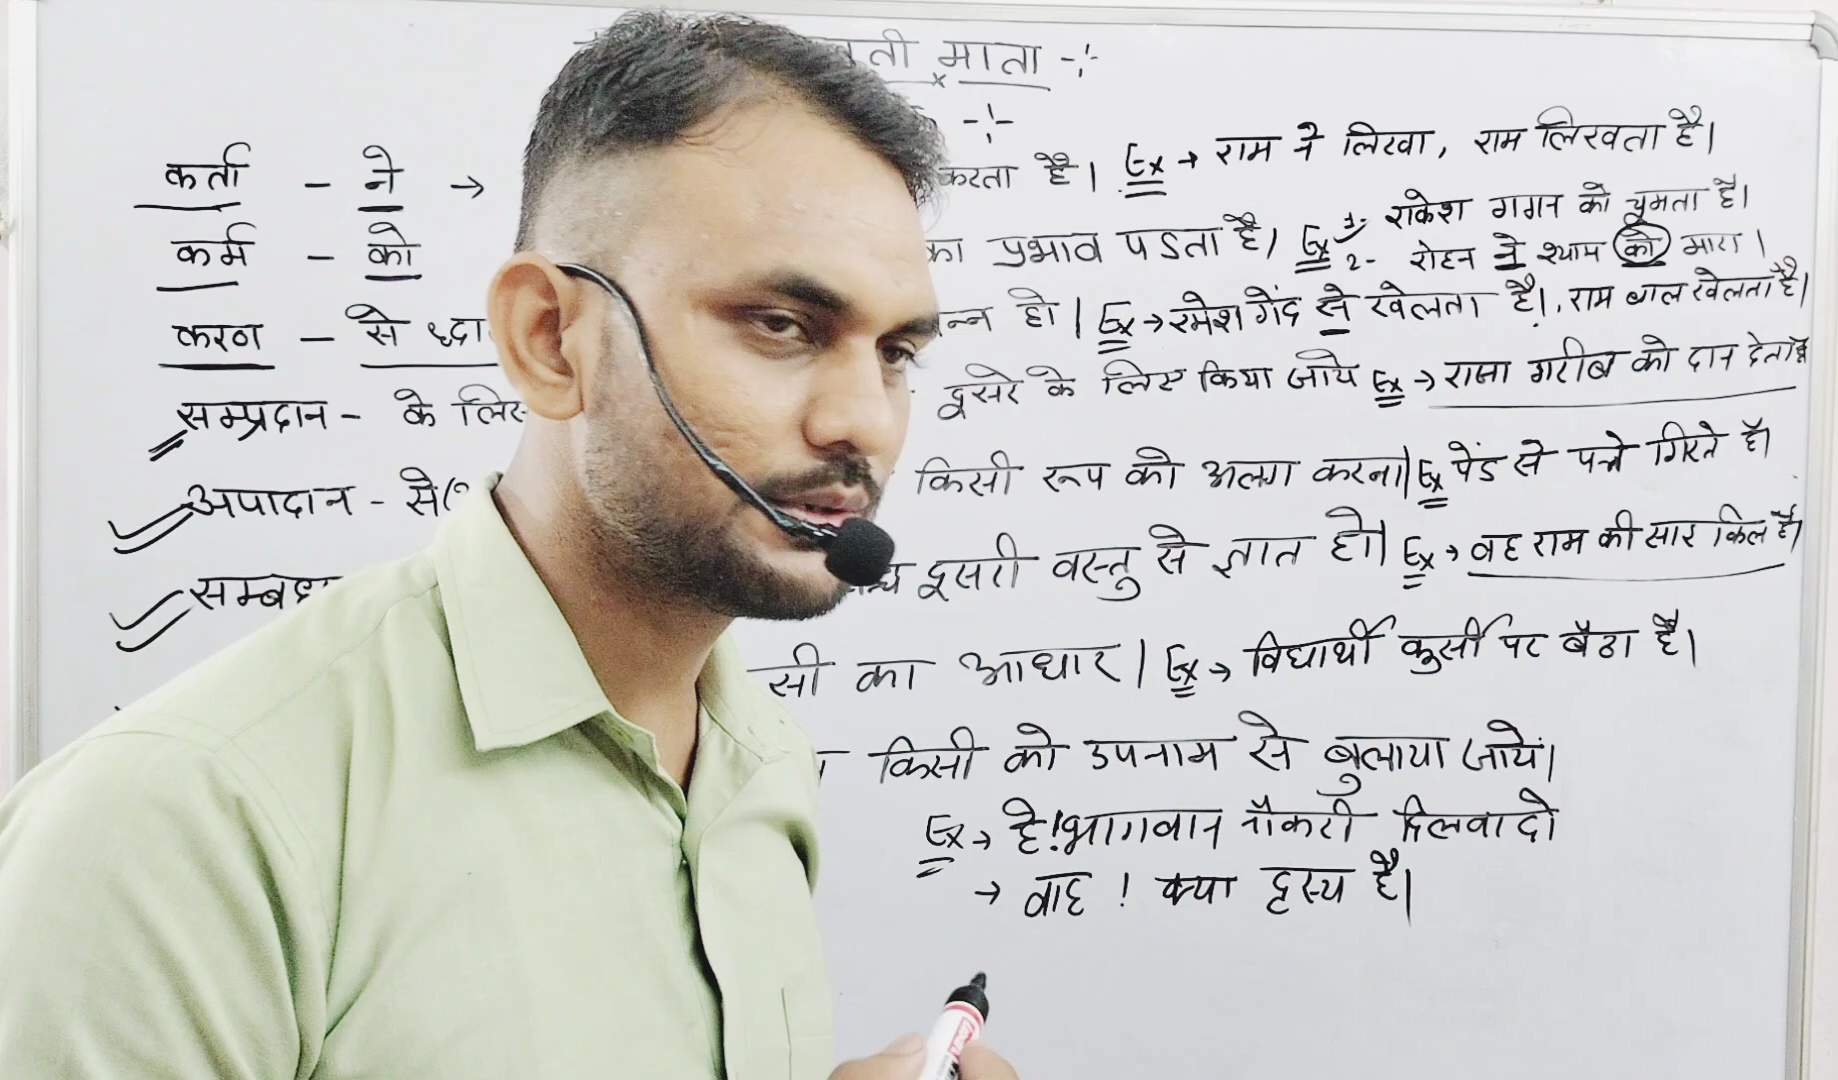 माता
कर्ता - ने → करता है। Ex → राम ने लिखा, राम लिखता है।
कर्म - को का प्रभाव पडता है। Ex 1- राकेश गगन को चूमता है।
2- रोहन ने श्याम को मारा।
करण - से द्वा न्न हो। Ex → रमेश गेंद से खेलता है।, राम बाल खेलता है।
सम्प्रदान - के लिए दूसरे के लिए किया जाये Ex → राजा गरीब को दान देता है
अपादान - से किसी रूप को अलग करना। Ex पेंड से पत्ते गिरते है।
सम्बन्ध दूसरी वस्तु से ज्ञात हो। Ex → वह राम की सार किल है।
सी का आधार। Ex → विद्यार्थी कुर्सी पर बैठा है।
किसी को उपनाम से बुलाया जाये।
Ex → हे! भागवान नौकरी दिलवा दो
→ वाह! क्या दृस्य है।